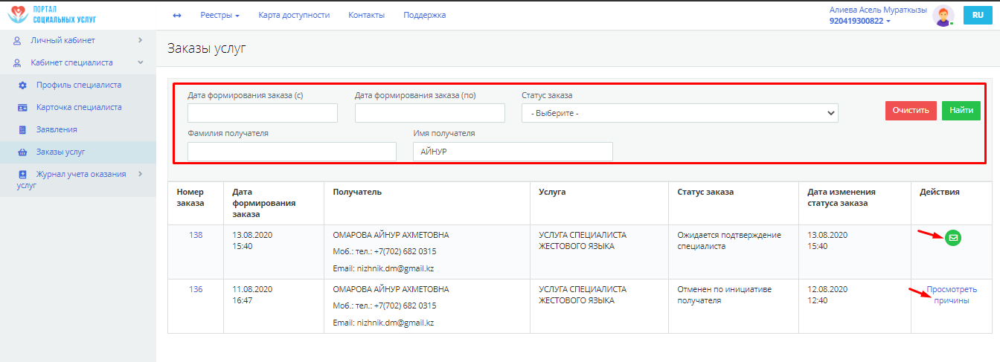 ПОРТАЛ
СОЦИАЛЬНЫХ УСЛУГ
Реестры
Карта доступности
Контакты
Поддержка
Алиева Асель Мураткызы
920419300822
RU
Личный кабинет
Кабинет специалиста
Профиль специалиста
Карточка специалиста
Заявления
Заказы услуг
Журнал учета оказания
услуг
Заказы услуг
Дата формирования заказа (с)
Дата формирования заказа (по)
Статус заказа
- Выберите -
Очистить
Найти
Фамилия получателя
Имя получателя
АЙНУР
Номер
заказа
Дата
формирования
заказа
Получатель
Услуга
Статус заказа
Дата изменения
статуса заказа
Действия
138
13.08.2020
15:40
ОМАРОВА АЙНУР АХМЕТОВНА
Моб.: тел.: +7(702) 682 0315
Email: nizhnik.dm@gmail.kz
УСЛУГА СПЕЦИАЛИСТА
ЖЕСТОВОГО ЯЗЫКА
Ожидается подтверждение
специалиста
13.08.2020
15:40
136
11.08.2020
16:47
ОМАРОВА АЙНУР АХМЕТОВНА
Моб.: тел.: +7(702) 682 0315
Email: nizhnik.dm@gmail.kz
УСЛУГА СПЕЦИАЛИСТА
ЖЕСТОВОГО ЯЗЫКА
Отменен по инициативе
получателя
12.08.2020
12:40
Просмотреть
причины